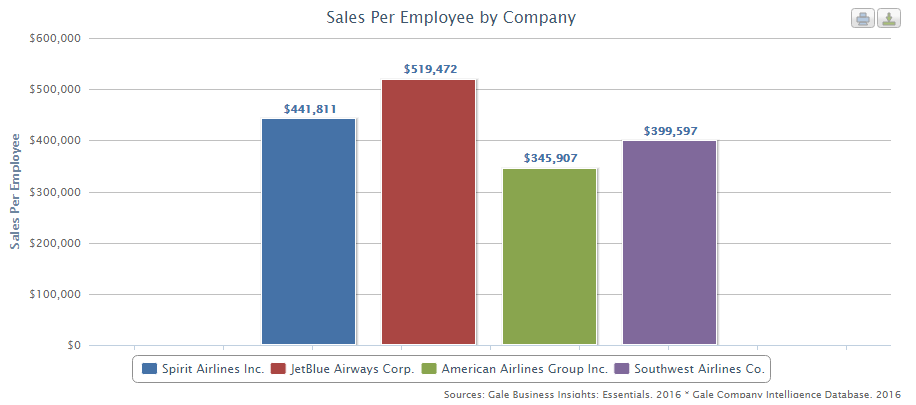 Sales Per Employee by Company
$600,000
$500,000
$400,000
$300,000
$200,000
$100,000
$0
Sales Per Employee
$441,811
$519,472
$345,907
$399,597
Spirit Airlines Inc. JetBlue Airways Corp. American Airlines Group Inc. Southwest Airlines Co.
Sources: Gale Business Insights: Essentials, 2016 * Gale Company Intelligence Database, 2016